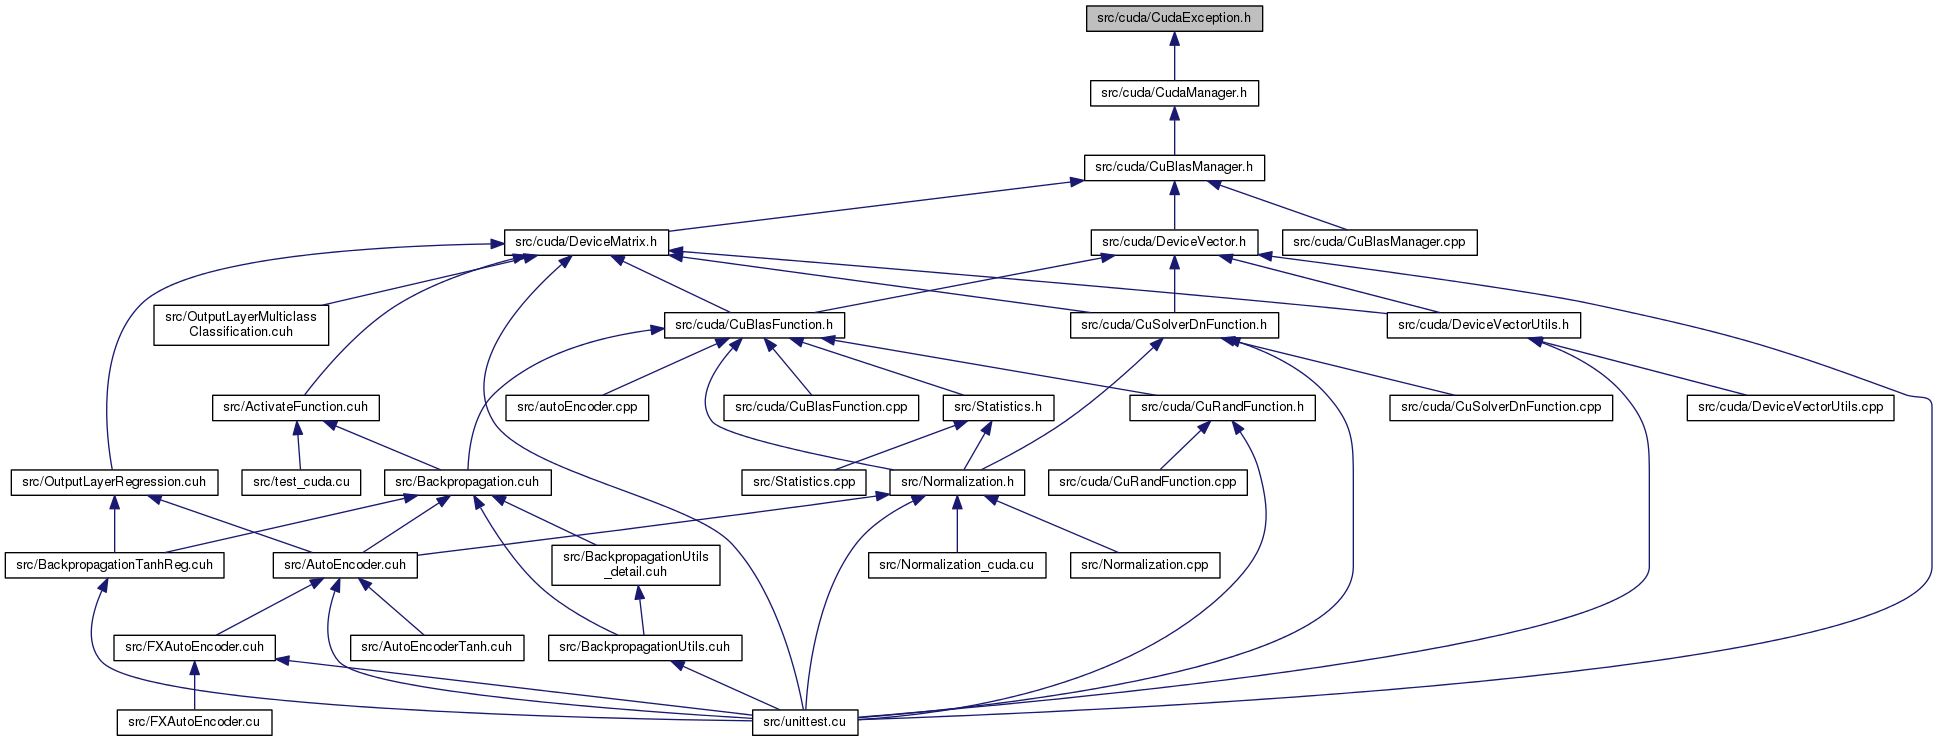 src/cuda/CudaException.h
src/cuda/CudaManager.h
src/cuda/CuBlasManager.h
src/cuda/DeviceMatrix.h
src/cuda/DeviceVector.h
src/cuda/CuBlasManager.cpp
src/OutputLayerMulticlass
Classification.cuh
src/cuda/CuBlasFunction.h
src/cuda/CuSolverDnFunction.h
src/cuda/DeviceVectorUtils.h
src/ActivateFunction.cuh
src/autoEncoder.cpp
src/cuda/CuBlasFunction.cpp
src/Statistics.h
src/cuda/CuRandFunction.h
src/cuda/CuSolverDnFunction.cpp
src/cuda/DeviceVectorUtils.cpp
src/OutputLayerRegression.cuh
src/test_cuda.cu
src/Backpropagation.cuh
src/Statistics.cpp
src/Normalization.h
src/cuda/CuRandFunction.cpp
src/BackpropagationTanhReg.cuh
src/AutoEncoder.cuh
src/BackpropagationUtils
_detail.cuh
src/Normalization_cuda.cu
src/Normalization.cpp
src/FXAutoEncoder.cuh
src/AutoEncoderTanh.cuh
src/BackpropagationUtils.cuh
src/FXAutoEncoder.cu
src/unittest.cu